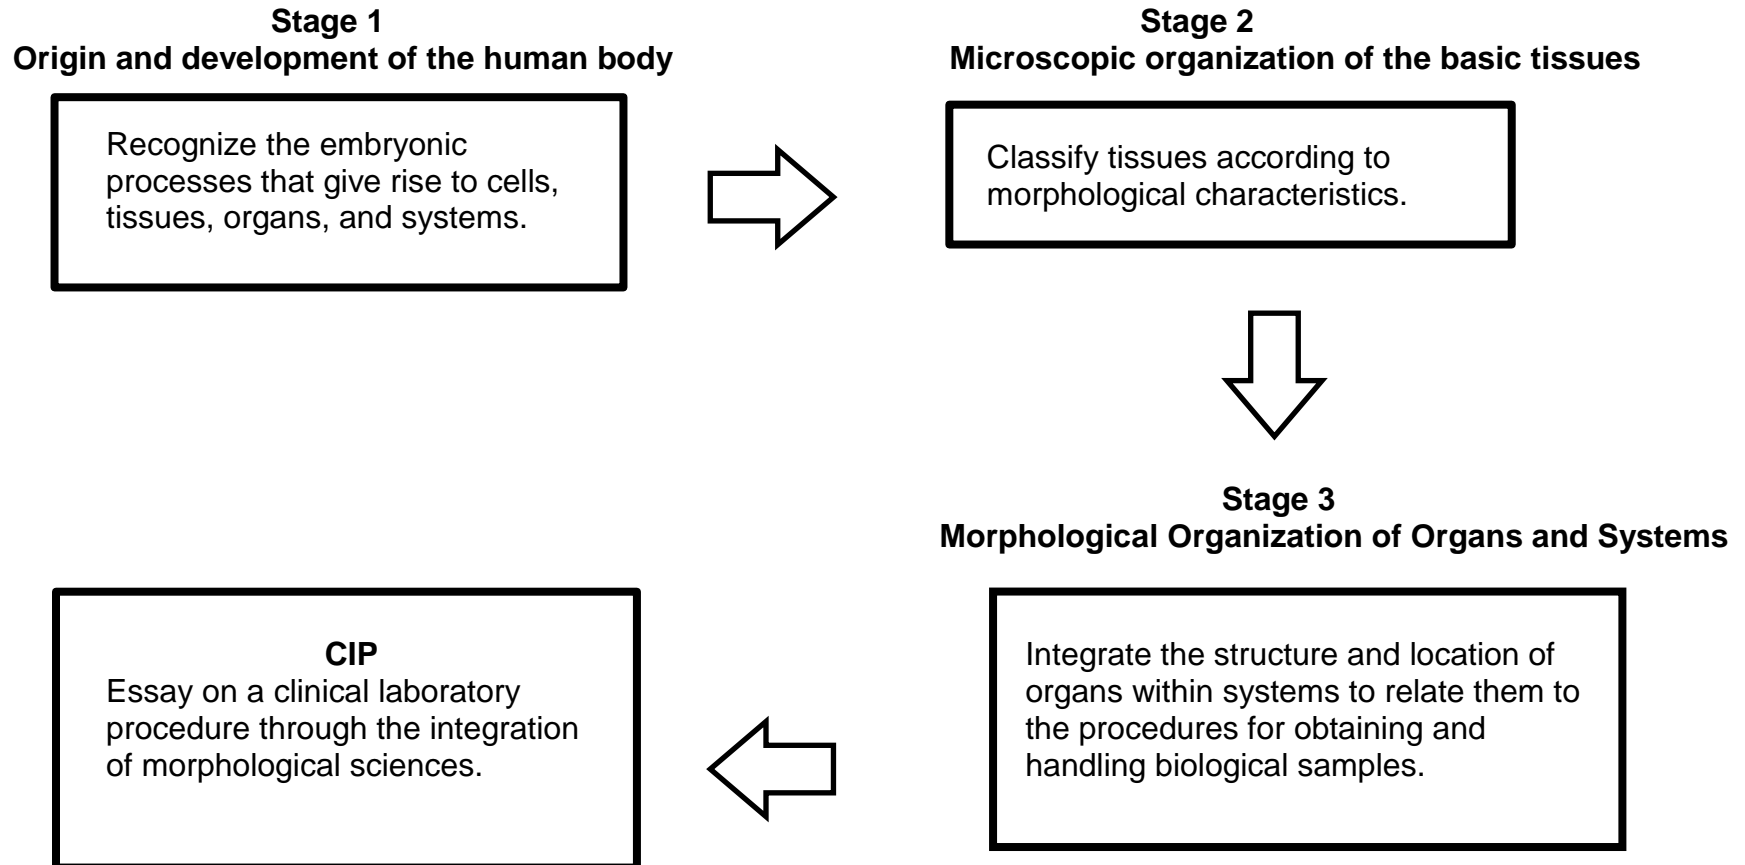 Stage 1
Origin and development of the human body
Recognize the embryonic
processes that give rise to cells,
tissues, organs, and systems.
Stage 2
Microscopic organization of the basic tissues
Classify tissues according to
morphological characteristics.
Stage 3
Morphological Organization of Organs and Systems
Integrate the structure and location of
organs within systems to relate them to
the procedures for obtaining and
handling biological samples.
CIP
Essay on a clinical laboratory
procedure through the integration
of morphological sciences.